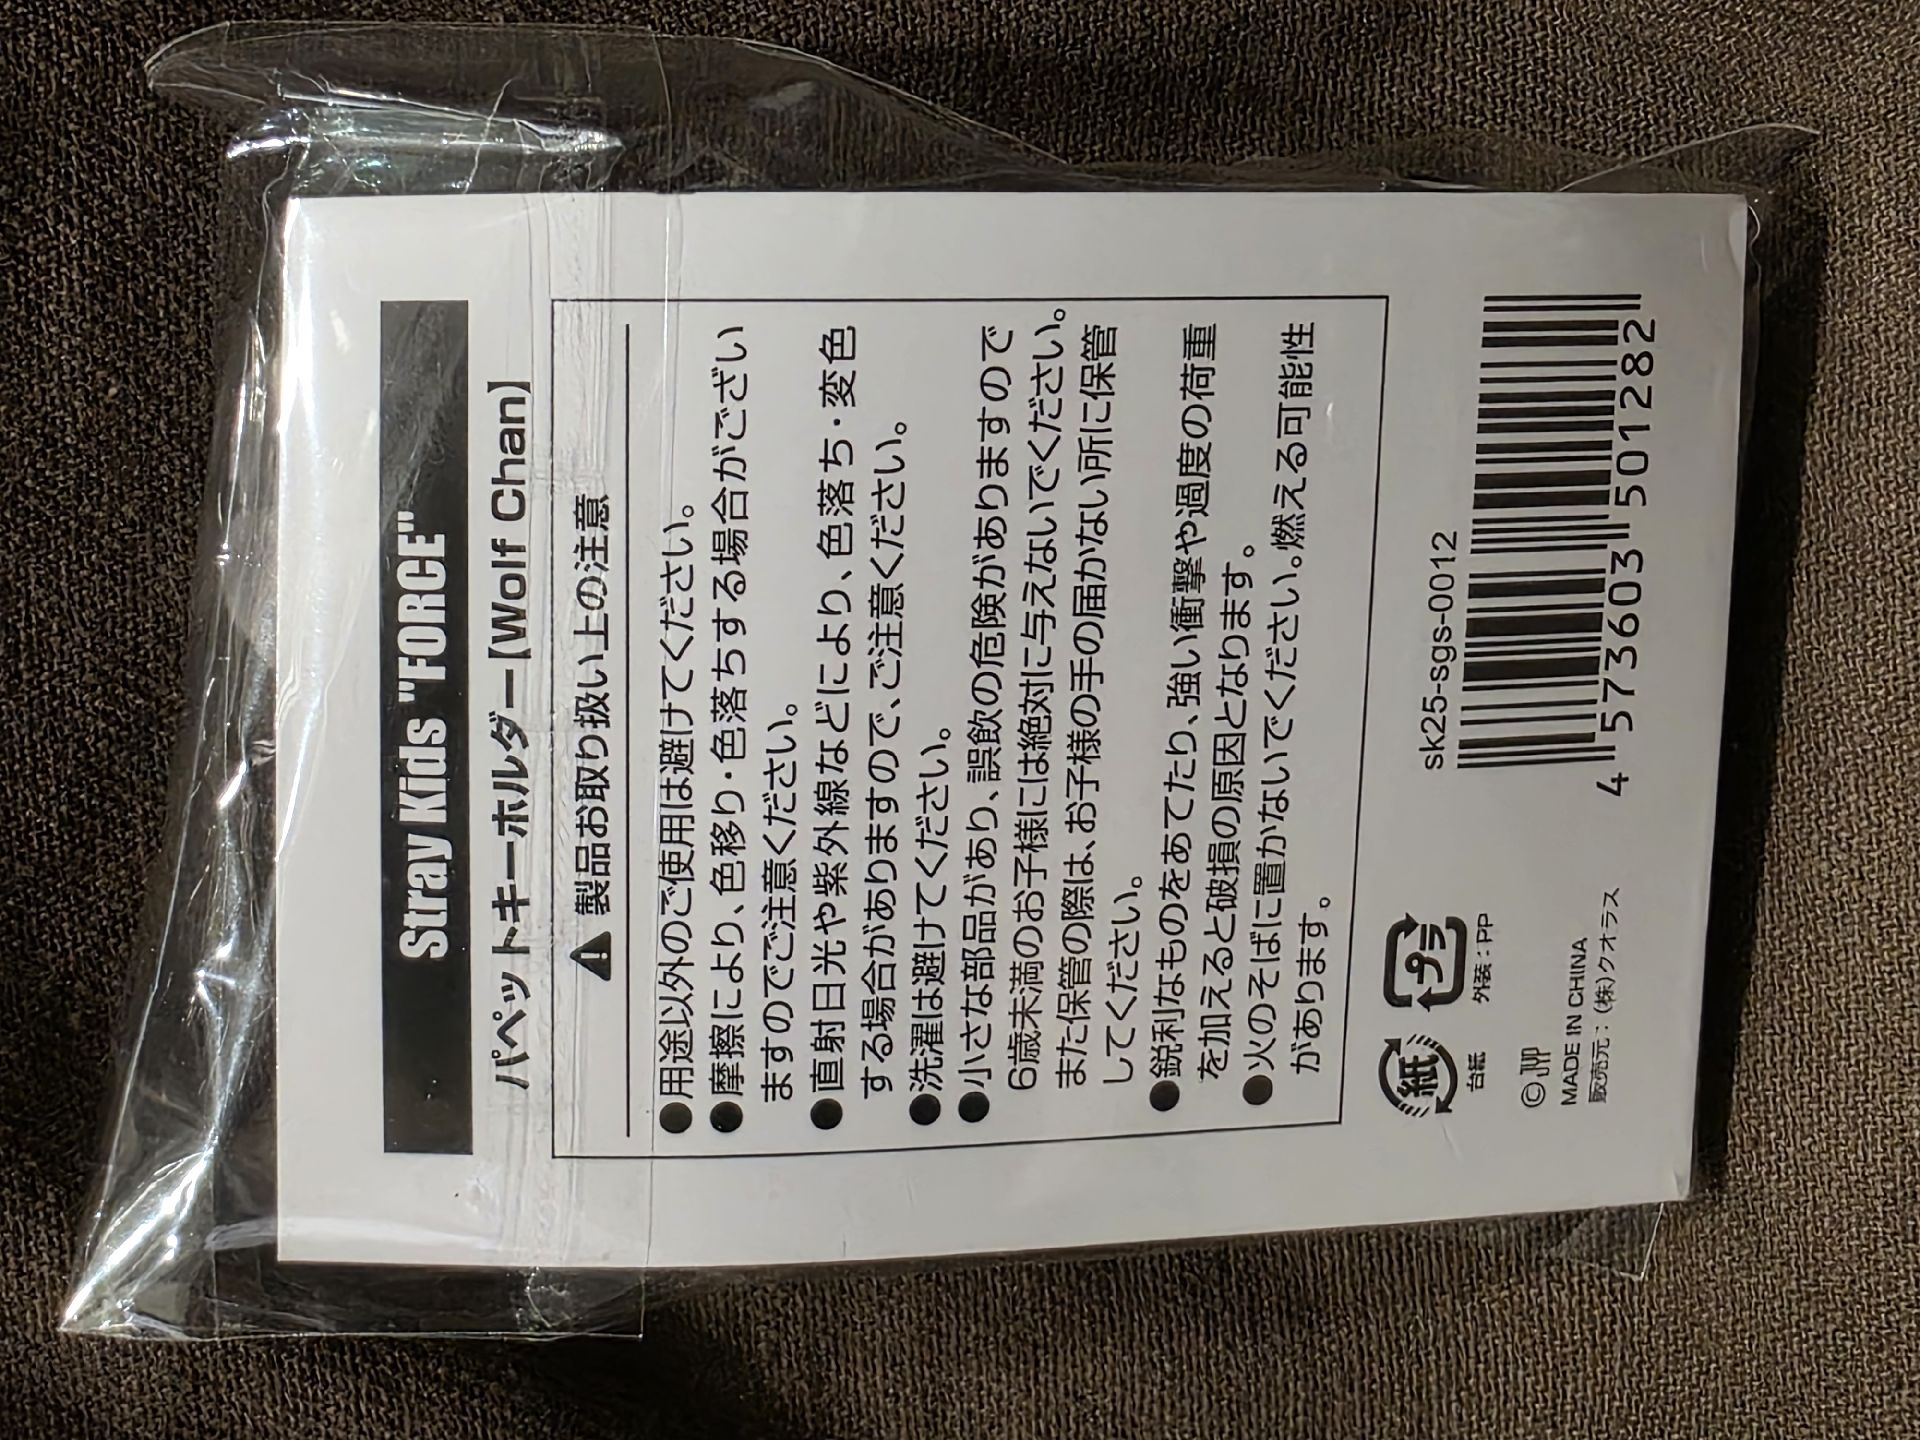 Stray Kids "FORCE"
パペットキーホルダー【Wolf Chan】
製品お取り扱い上の注意
●用途以外のご使用は避けてください。
●摩擦により、色移り・色落ちする場合がござい
ますのでご注意ください。
●直射日光や紫外線などにより、色落ち・変色
する場合がありますので、ご注意ください。
●洗濯は避けてください。
●小さな部品があり、誤飲の危険がありますので
6歳未満のお子様には絶対に与えないでください。
また保管の際は、お子様の手の届かない所に保管
してください。
●鋭利なものをあてたり、強い衝撃や過度の荷重
を加えると破損の原因となります。
●火のそばに置かないでください。燃える可能性
があります。
紙
台紙
プラ
外装：PP
sk25-sgs-0012
4 573603 501282
© JYP
MADE IN CHINA
販売元：(株)クオラス